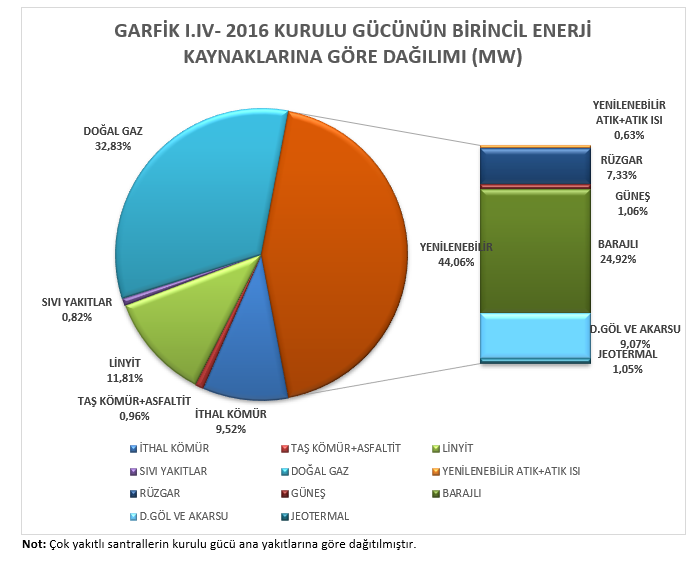 GARFİK I.IV- 2016 KURULU GÜCÜNÜN BİRİNCİL ENERJİ
KAYNAKLARINA GÖRE DAĞILIMI (MW)
YENİLENEBİLİR
ATIK+ATIK ISI
0,63%
DOĞAL GAZ
32,83%
RÜZGAR
7,33%
GÜNEŞ
1,06%
YENİLENEBİLİR
44,06%
BARAJLI
24,92%
SIVI YAKITLAR
0,82%
D.GÖL VE AKARSU
9,07%
JEOTERMAL
1,05%
LİNYİT
11,81%
TAŞ KÖMÜR+ASFALTİT
0,96%
İTHAL KÖMÜR
9,52%
İTHAL KÖMÜR
TAŞ KÖMÜR+ASFALTİT
LİNYİT
SIVI YAKITLAR
DOĞAL GAZ
YENİLENEBİLİR ATIK+ATIK ISI
RÜZGAR
GÜNEŞ
BARAJLI
D.GÖL VE AKARSU
JEOTERMAL
Not: Çok yakıtlı santrallerin kurulu gücü ana yakıtlarına göre dağıtılmıştır.